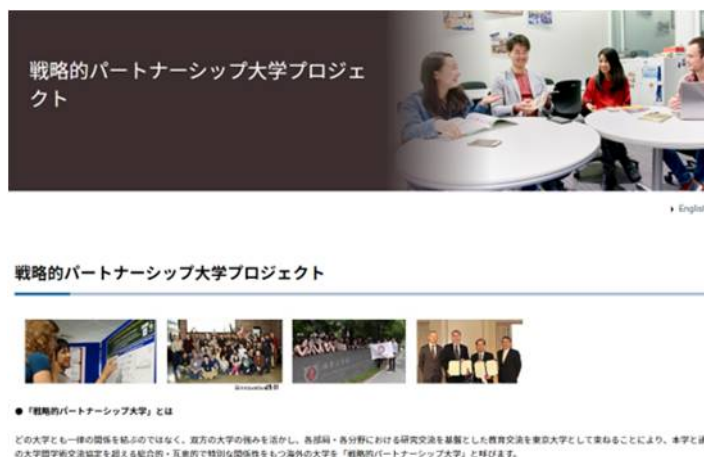 戦略的パートナーシップ大学プロジェ
クト
English
戦略的パートナーシップ大学プロジェクト
●「戦略的パートナーシップ大学」とは
どの大学とも一律の関係を結ぶのではなく、双方の大学の強みを活かし、各部局・各分野における研究交流を基盤とした教育交流を東京大学として束ねることにより、本学と通
の大学間学術交流協定を超える総合的・互恵的で特別な関係性をもつ海外の大学を「戦略的パートナーシップ大学」と呼びます。